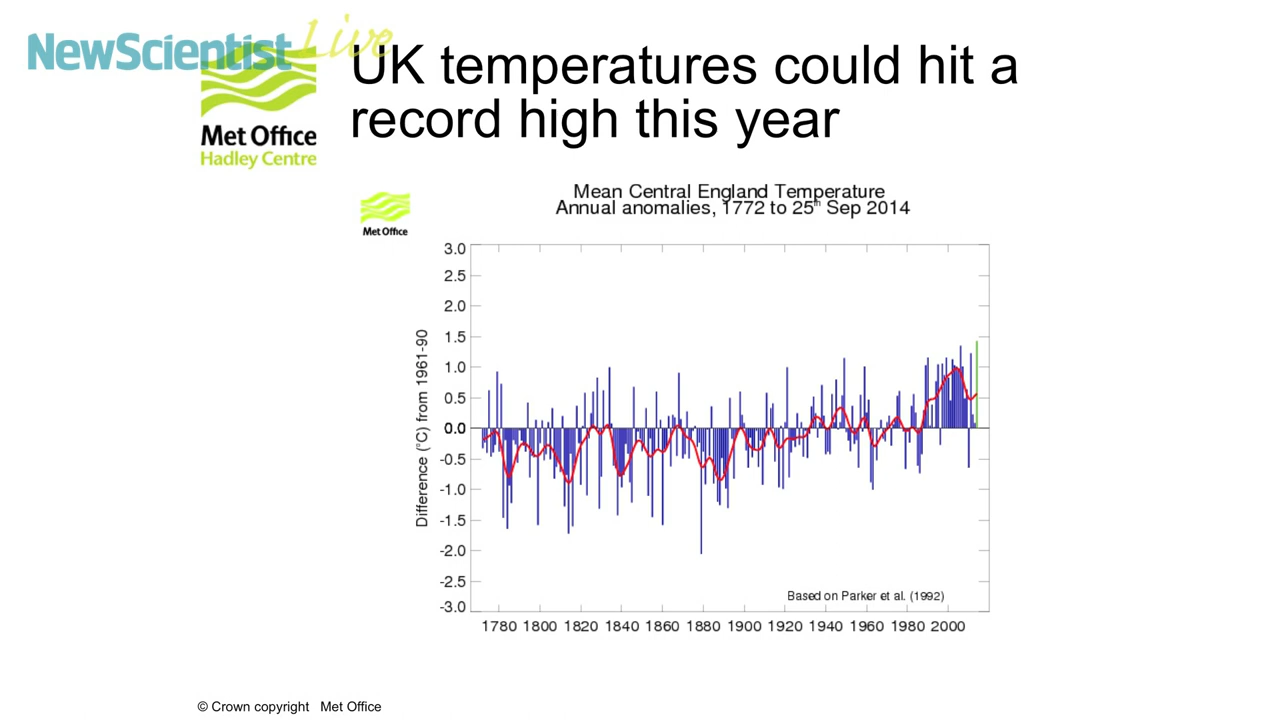 NewScientist Live
UK temperatures could hit a
record high this year
Met Office
Hadley Centre
Mean Central England Temperature
Annual anomalies, 1772 to 25th Sep 2014
Met Office
Difference (°C) from 1961-90
3.0
2.5
2.0
1.5
1.0
0.5
0.0
-0.5
-1.0
-1.5
-2.0
-2.5
-3.0
Based on Parker et al. (1992)
1780 1800 1820 1840 1860 1880 1900 1920 1940 1960 1980 2000
© Crown copyright Met Office